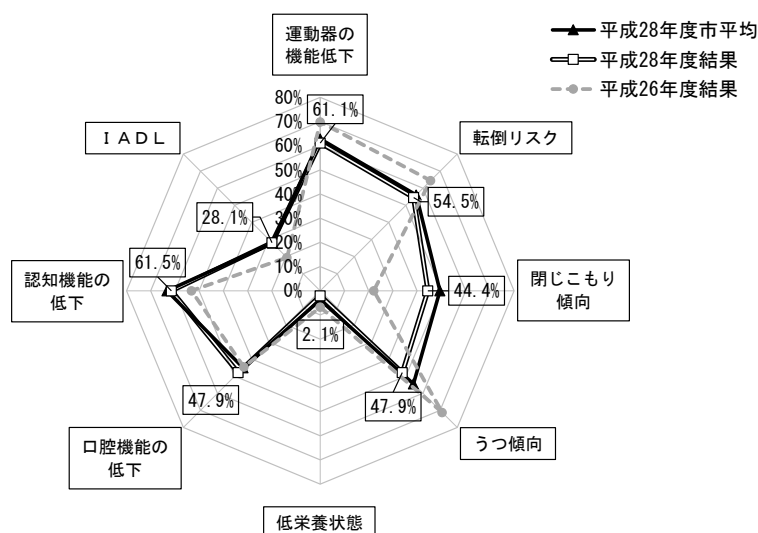 平成28年度市平均
平成28年度結果
平成26年度結果
運動器の
機能低下
転倒リスク
閉じこもり
傾向
うつ傾向
低栄養状態
口腔機能の
低下
認知機能の
低下
ＩＡＤＬ
80%
70%
60%
50%
40%
30%
20%
10%
0%
61.1%
54.5%
44.4%
47.9%
2.1%
47.9%
61.5%
28.1%